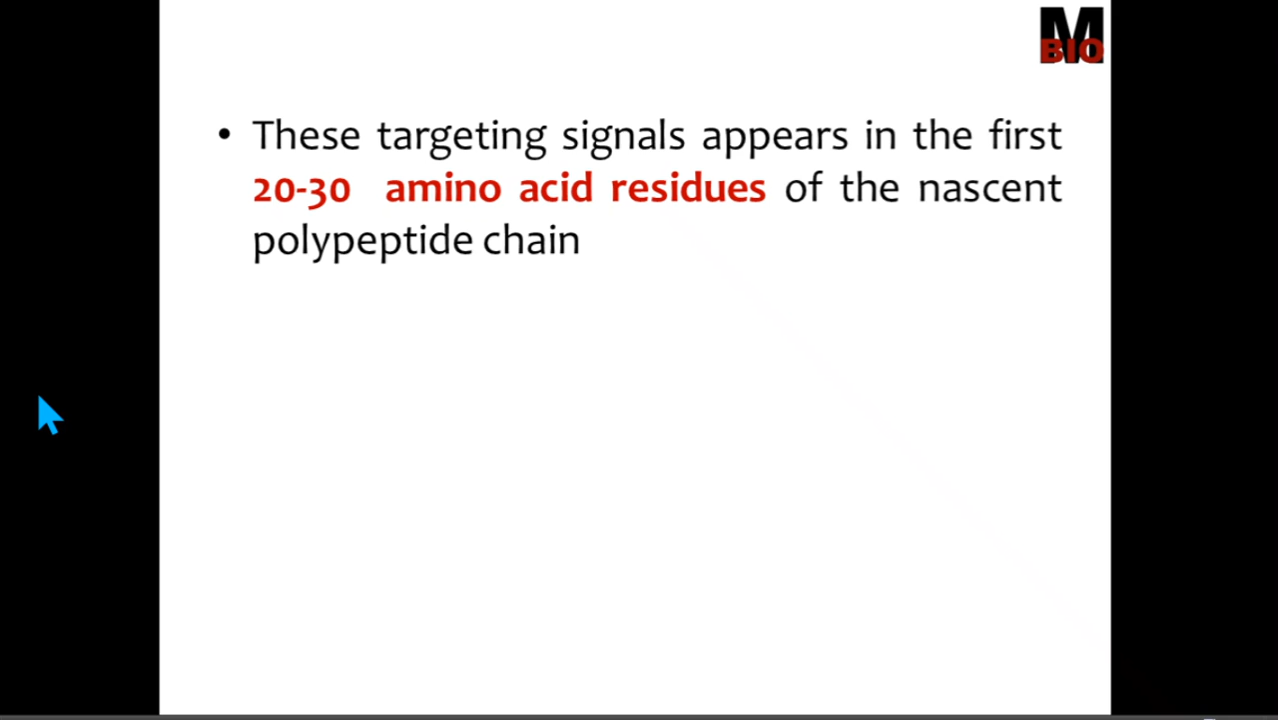 M
BIO
• These targeting signals appears in the first
20-30 amino acid residues of the nascent
polypeptide chain